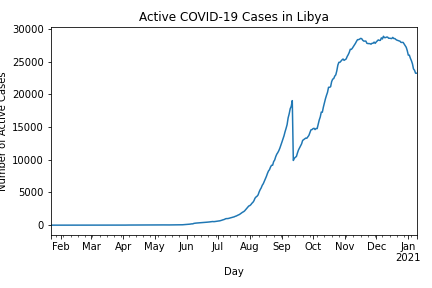 Active COVID-19 Cases in Libya
30000
25000
20000
15000
10000
5000
0
Number of Active Cases
Feb Mar Apr May Jun Jul Aug Sep Oct Nov Dec Jan
2021
Day